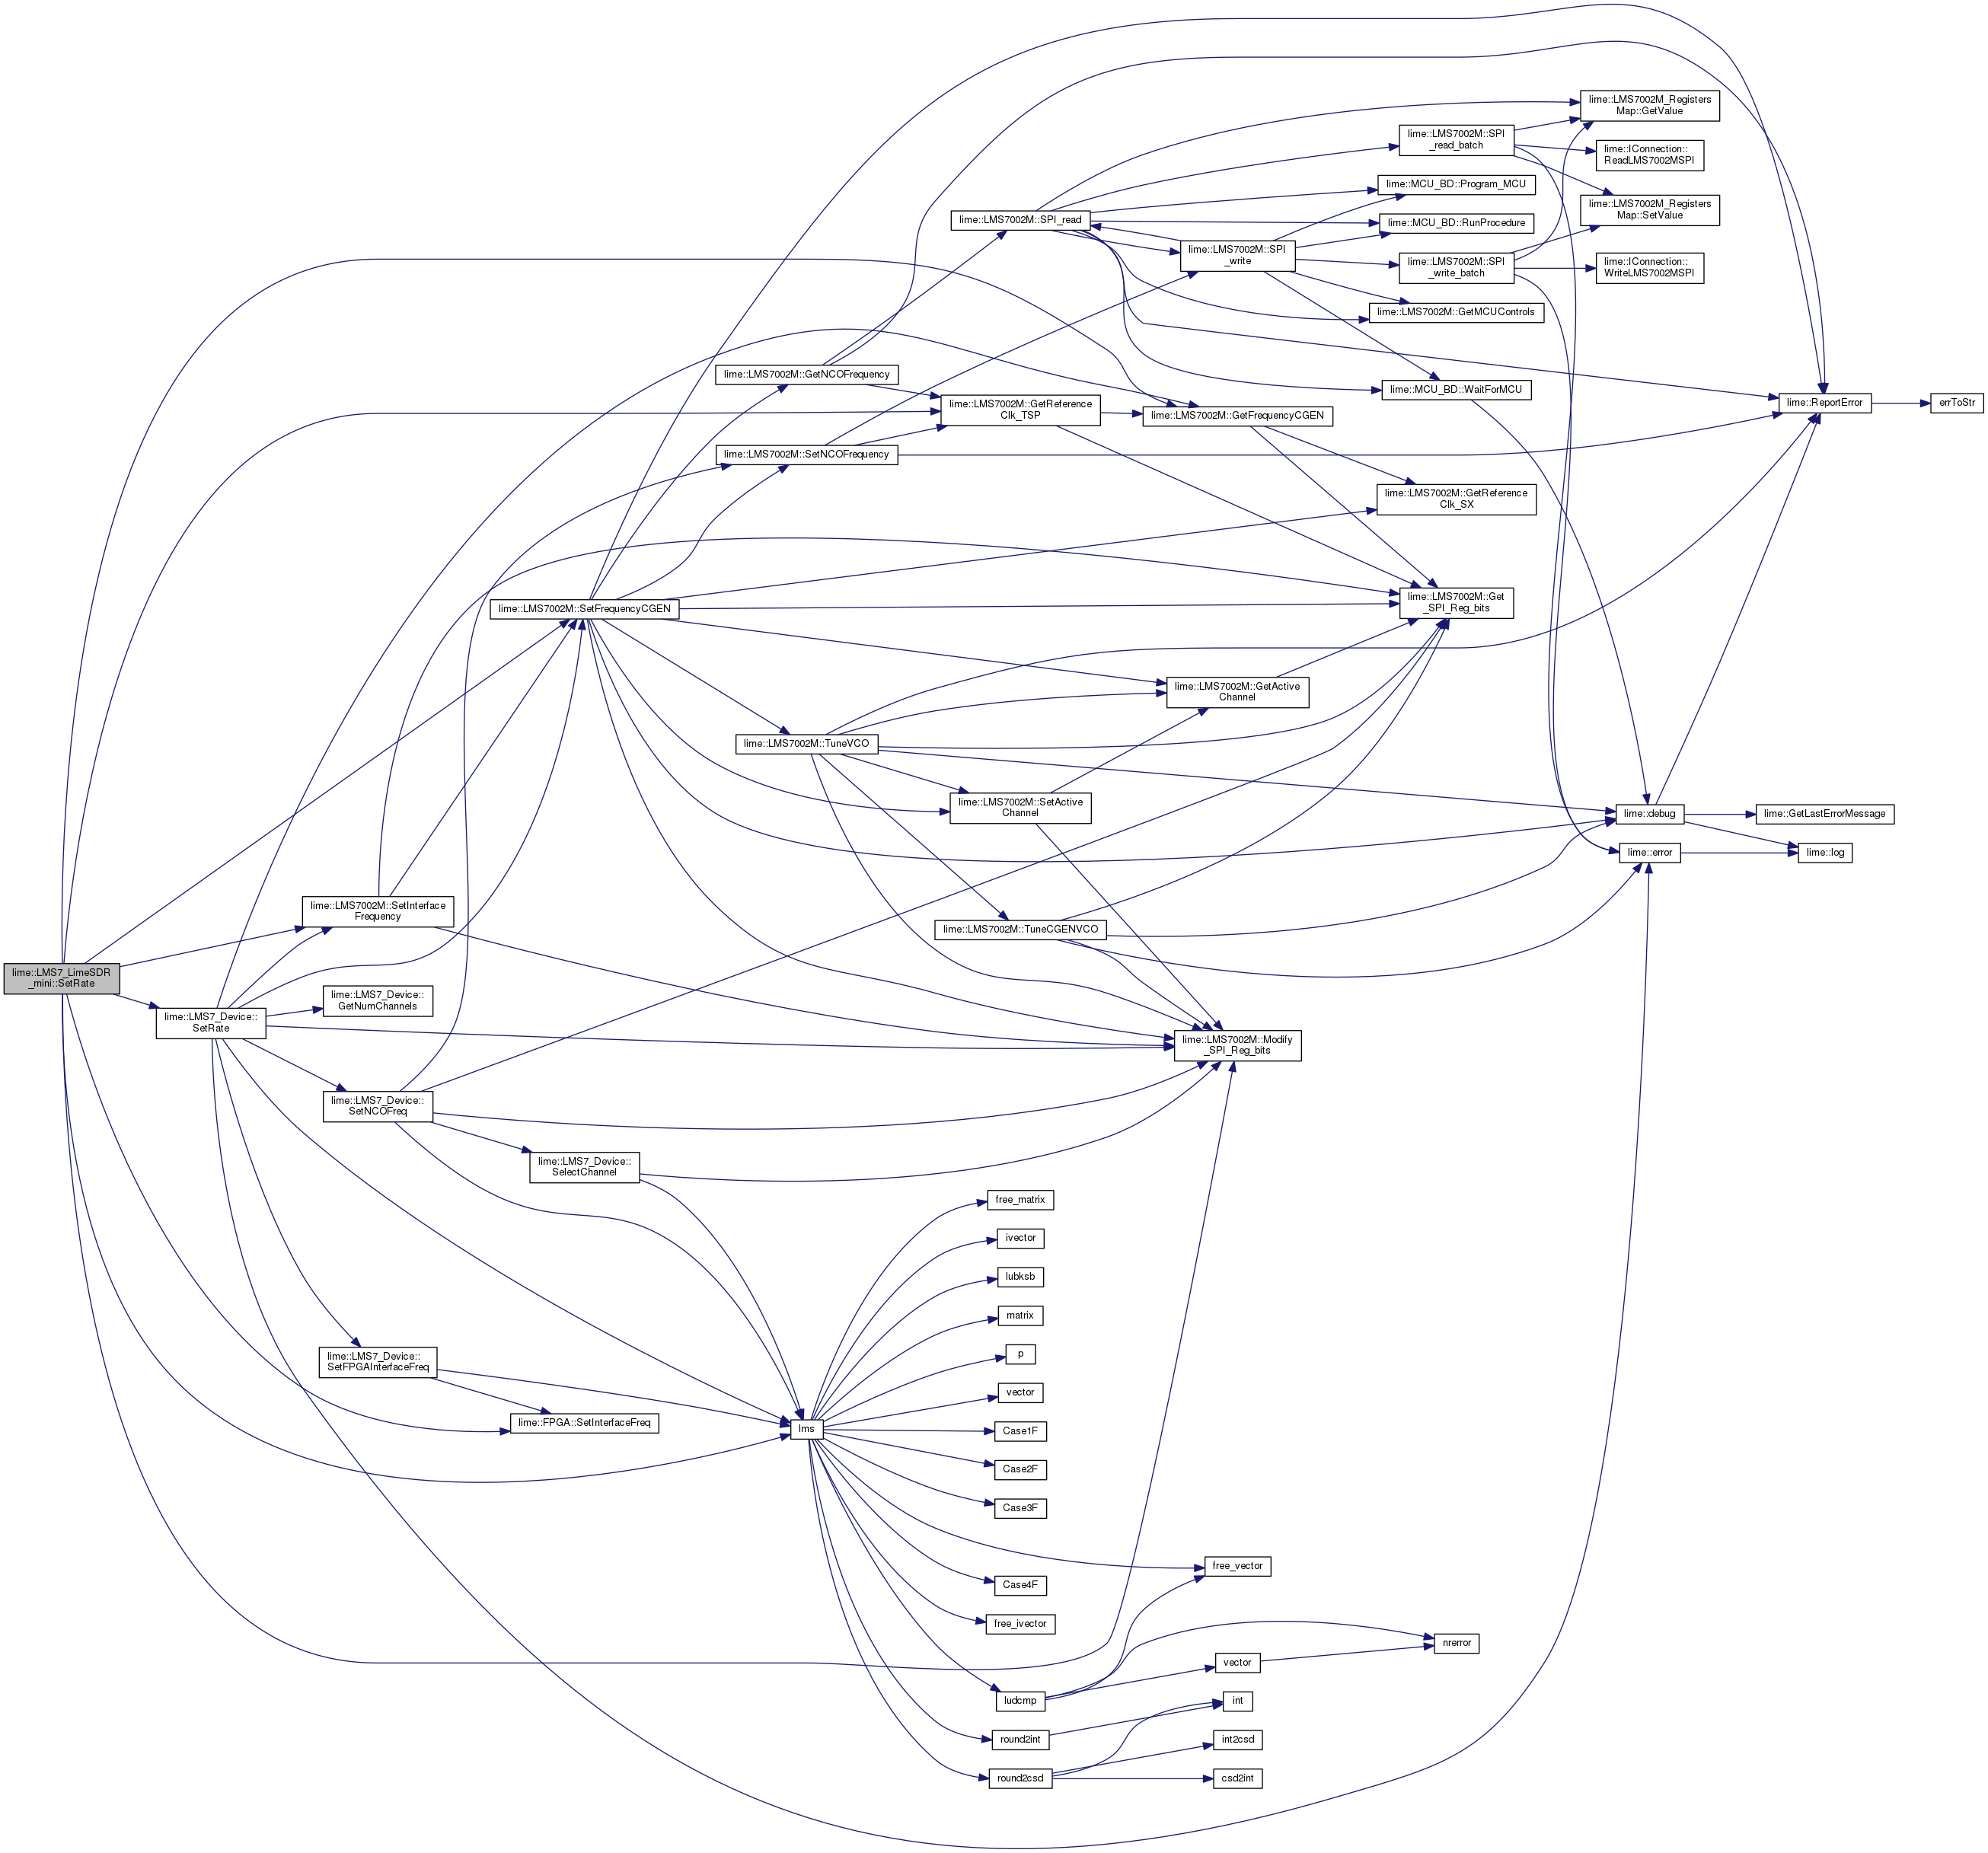 lime::LMS7002M_Registers
Map::GetValue
lime::LMS7002M::SPI
_read_batch
lime::IConnection::
ReadLMS7002MSPI
lime::MCU_BD::Program_MCU
lime::LMS7002M_Registers
Map::SetValue
lime::LMS7002M::SPI_read
lime::MCU_BD::RunProcedure
lime::LMS7002M::SPI
_write
lime::LMS7002M::SPI
_write_batch
lime::IConnection::
WriteLMS7002MSPI
lime::LMS7002M::GetMCUControls
lime::LMS7002M::GetNCOFrequency
lime::MCU_BD::WaitForMCU
lime::LMS7002M::GetReference
Clk_TSP
lime::LMS7002M::GetFrequencyCGEN
lime::ReportError
errToStr
lime::LMS7002M::SetNCOFrequency
lime::LMS7002M::GetReference
Clk_SX
lime::LMS7002M::SetFrequencyCGEN
lime::LMS7002M::Get
_SPI_Reg_bits
lime::LMS7002M::GetActive
Channel
lime::LMS7002M::TuneVCO
lime::LMS7002M::SetActive
Channel
lime::debug
lime::GetLastErrorMessage
lime::error
lime::log
lime::LMS7002M::SetInterface
Frequency
lime::LMS7002M::TuneCGENVCO
lime::LMS7_LimeSDR
_mini::SetRate
lime::LMS7_Device::
GetNumChannels
lime::LMS7_Device::
SetRate
lime::LMS7002M::Modify
_SPI_Reg_bits
lime::LMS7_Device::
SetNCOFreq
lime::LMS7_Device::
SelectChannel
free_matrix
ivector
lubksb
matrix
p
lime::LMS7_Device::
SetFPGAInterfaceFreq
vector
lime::FPGA::SetInterfaceFreq
lms
Case1F
Case2F
Case3F
free_vector
Case4F
free_ivector
nrerror
vector
ludcmp
int
round2int
int2csd
round2csd
csd2int